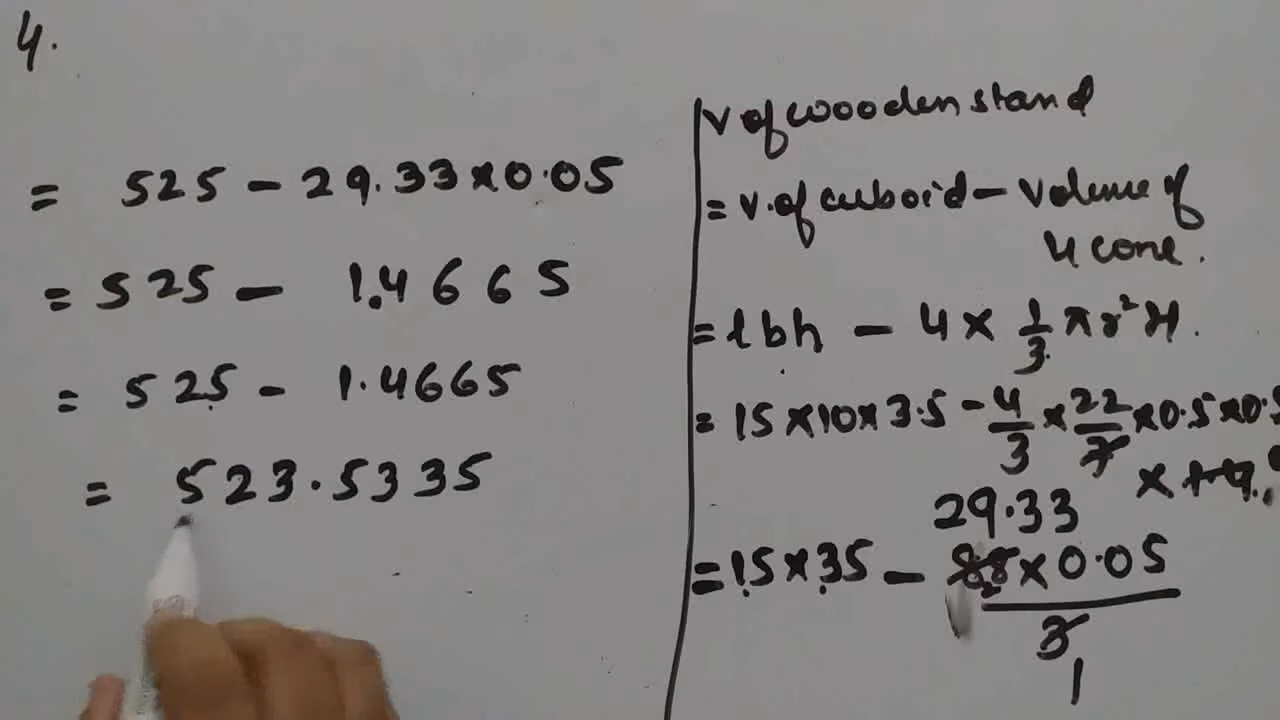 4.
= 525 - 29.33x0.05
= 525 - 1.4665
= 525 - 1.4665
= 523.5335
V of wooden stand
= v.of cuboid - Volume of
4 cone.
= lbh - 4 x 1/3 πr²H.
= 15 x 10 x 3.5 - 4/3 x 22/7 x 0.5 x 0.5
29.33
= 15 x 35 - 88 x 0.05
3
1